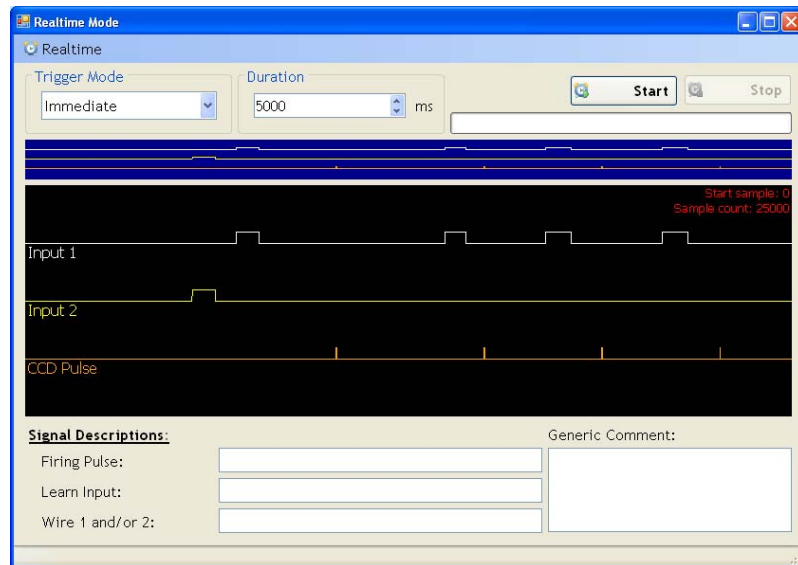 Realtime Mode
Realtime
Trigger Mode
Duration
Immediate
5000
ms
Start
Stop
Start sample: 0
Sample count: 25000
Input 1
Input 2
CCD Pulse
Signal Descriptions:
Generic Comment:
Firing Pulse:
Learn Input:
Wire 1 and/or 2: